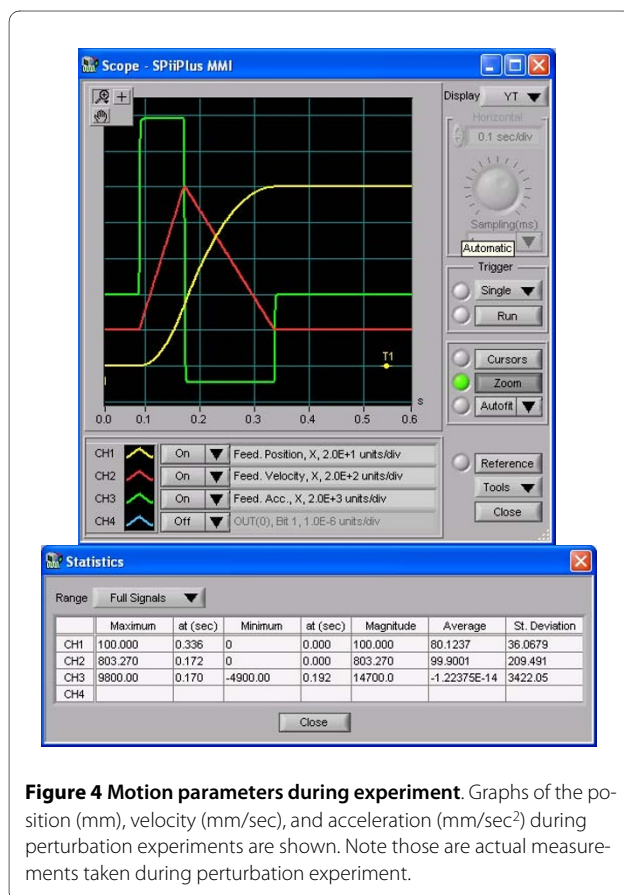 Scope - SPiiPlus MMI
Display YT
Horizontal
0.1 sec/div
Sampling(ms)
Automatic
Trigger
Single
Run
T1
s
0.0 0.1 0.2 0.3 0.4 0.5 0.6
Cursors
Zoom
Autofit
CH1 On Feed. Position, X, 2.0E+1 units/div
CH2 On Feed. Velocity, X, 2.0E+2 units/div
CH3 On Feed. Acc., X, 2.0E+3 units/div
CH4 Off OUT(0), Bit 1, 1.0E-6 units/div
Reference
Tools
Close
Statistics
Range Full Signals
Maximum at (sec) Minimum at (sec) Magnitude Average St. Deviation
CH1 100.000 0.336 0 0.000 100.000 80.1237 36.0679
CH2 803.270 0.172 0 0.000 803.270 99.9001 209.491
CH3 9800.00 0.170 -4900.00 0.192 14700.0 -1.22375E-14 3422.05
CH4
Close
Figure 4 Motion parameters during experiment. Graphs of the po-
sition (mm), velocity (mm/sec), and acceleration (mm/sec²) during
perturbation experiments are shown. Note those are actual measure-
ments taken during perturbation experiment.